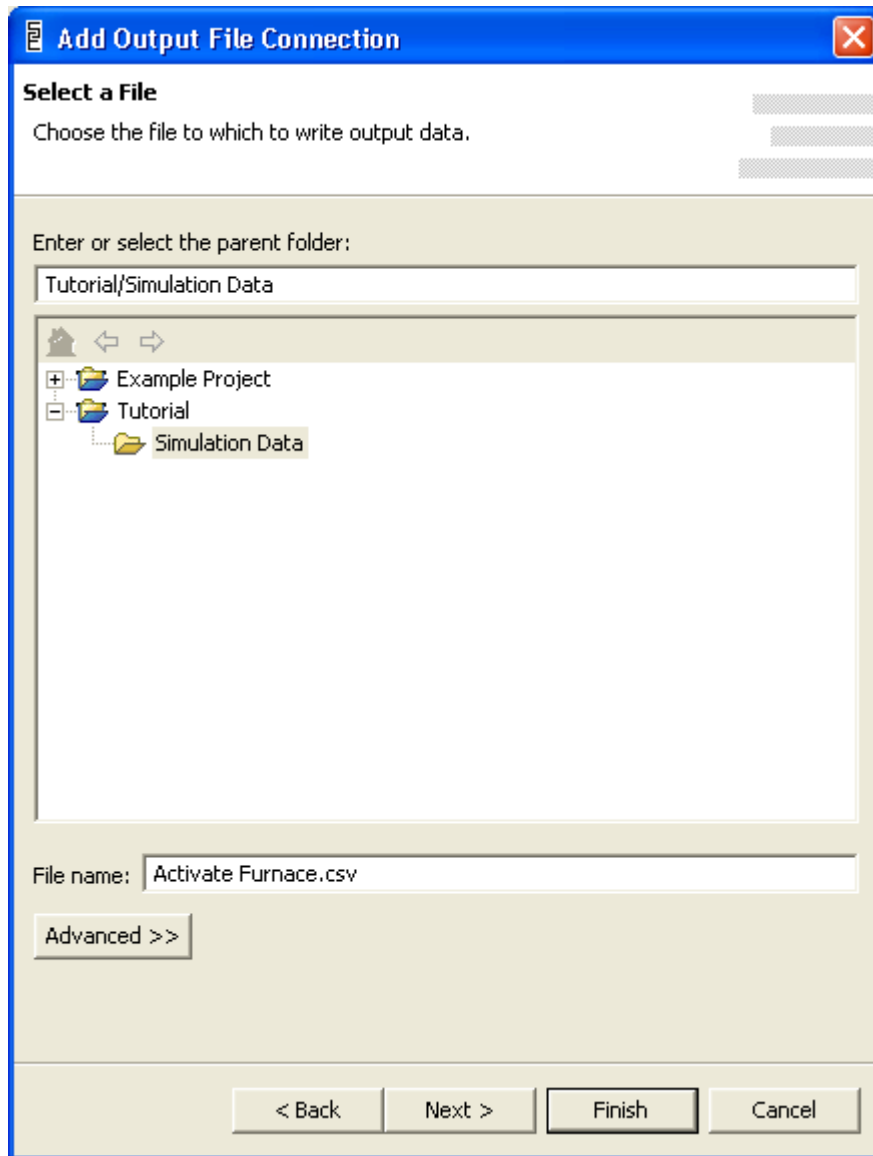 Add Output File Connection
Select a File
Choose the file to which to write output data.
Enter or select the parent folder:
Tutorial/Simulation Data
Example Project
Tutorial
Simulation Data
File name: Activate Furnace.csv
Advanced >>
< Back Next > Finish Cancel